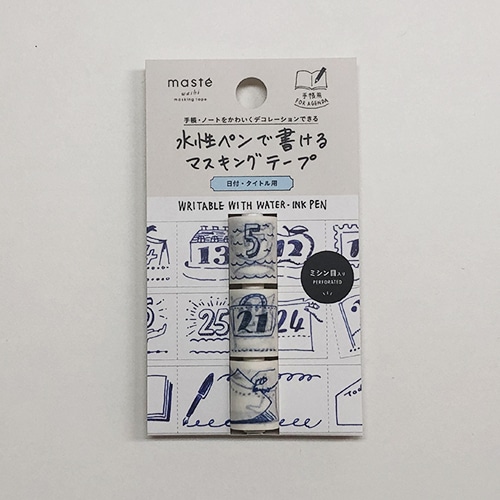 masté
washi
masking tape
手帳用
FOR AGENDA
手帳・ノートをかわいくデコレーションできる
水性ペンで書ける
マスキングテープ
日付・タイトル用
WRITABLE WITH WATER-INK PEN
13
5
12
ミシン目入り
PERFORATED
25
21
24